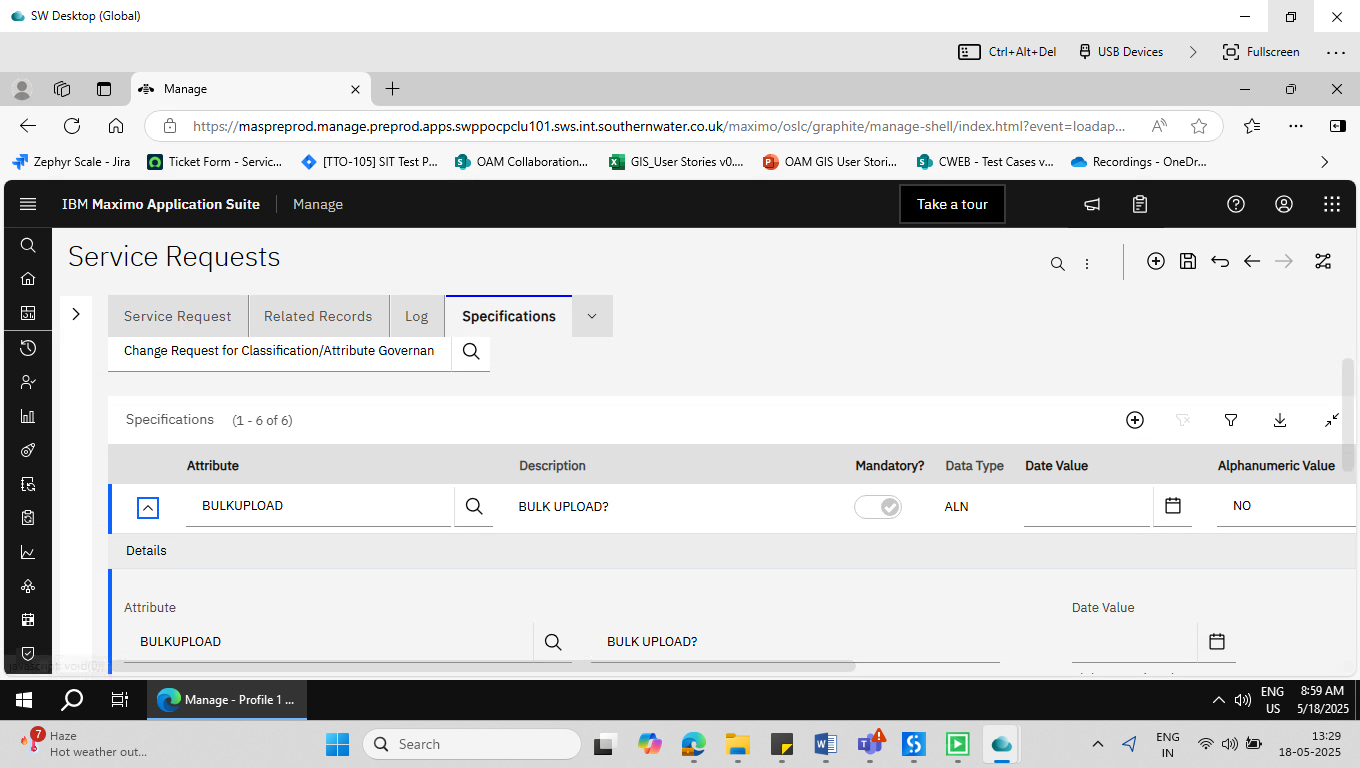 SW Desktop (Global)
Ctrl+Alt+Del
USB Devices
Fullscreen
Manage
https://maspreprod.manage.preprod.apps.swppocpclu101.sws.int.southernwater.co.uk/maximo/oslc/graphite/manage-shell/index.html?event=loadap...
Zephyr Scale - Jira
Ticket Form - Servic...
[TTO-105] SIT Test P...
OAM Collaboration...
GIS_User Stories v0....
OAM GIS User Stori...
CWEB - Test Cases v...
Recordings - OneDr...
IBM Maximo Application Suite
Manage
Take a tour
Service Requests
Service Request
Related Records
Log
Specifications
Change Request for Classification/Attribute Governan
Specifications (1 - 6 of 6)
Attribute
Description
Mandatory?
Data Type
Date Value
Alphanumeric Value
BULKUPLOAD
BULK UPLOAD?
ALN
NO
Details
Attribute
Date Value
BULKUPLOAD
BULK UPLOAD?
javascript: void(0);
Manage - Profile 1 ...
ENG
US
8:59 AM
5/18/2025
7
Haze
Hot weather out...
Search
ENG
IN
13:29
18-05-2025